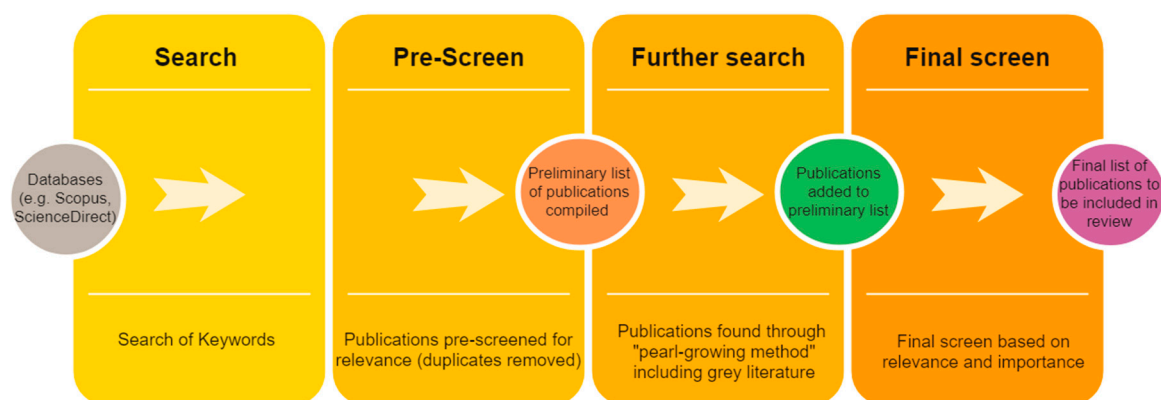 Search
Pre-Screen
Further search
Final screen
Databases
(e.g. Scopus,
ScienceDirect)
Preliminary list
of publications
compiled
Publications
added to
preliminary list
Final list of
publications to
be included in
review
Search of Keywords
Publications pre-screened for
relevance (duplicates removed)
Publications found through
"pearl-growing method"
including grey literature
Final screen based on
relevance and importance